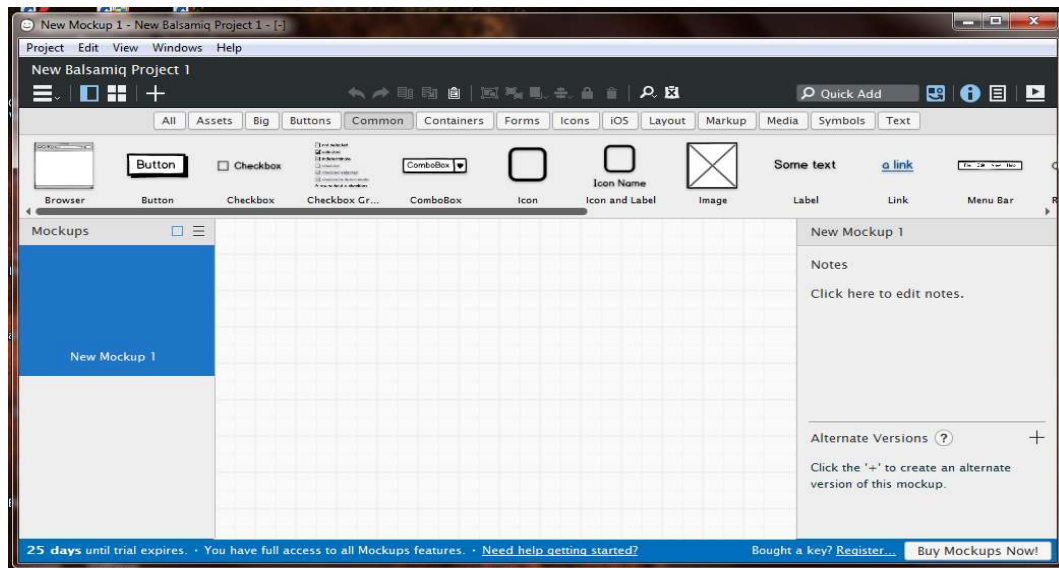 New Mockup 1 - New Balsamiq Project 1 - [-]
Project Edit View Windows Help
New Balsamiq Project 1
Quick Add
All Assets Big Buttons Common Containers Forms Icons iOS Layout Markup Media Symbols Text
Button
Checkbox
ComboBox
Icon Name
Some text
a link
Browser Button Checkbox Checkbox Gr... ComboBox Icon Icon and Label Image Label Link Menu Bar R
Mockups
New Mockup 1
New Mockup 1
Notes
Click here to edit notes.
Alternate Versions ?
Click the '+' to create an alternate
version of this mockup.
25 days until trial expires. · You have full access to all Mockups features. · Need help getting started? Bought a key? Register... Buy Mockups Now!